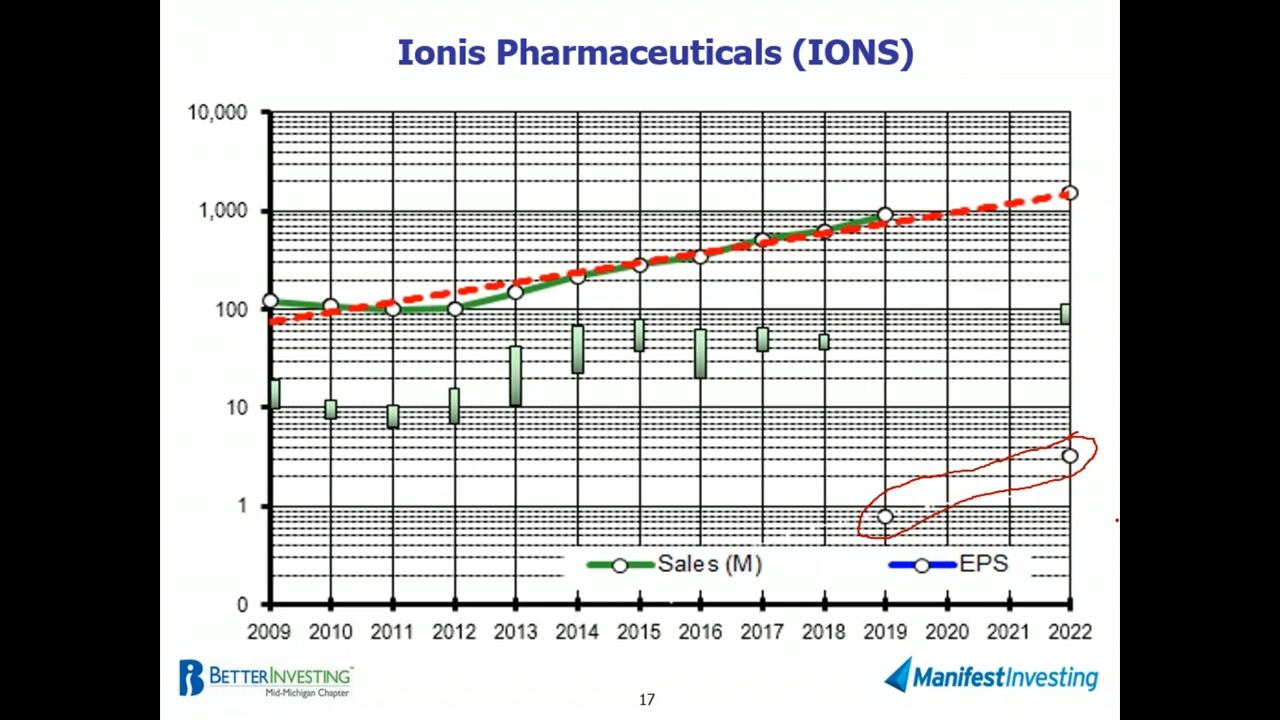 Ionis Pharmaceuticals (IONS)
10,000
1,000
100
10
1
0
Sales (M) EPS
2009 2010 2011 2012 2013 2014 2015 2016 2017 2018 2019 2020 2021 2022
BETTERINVESTING™
Mid-Michigan Chapter
ManifestInvesting
17